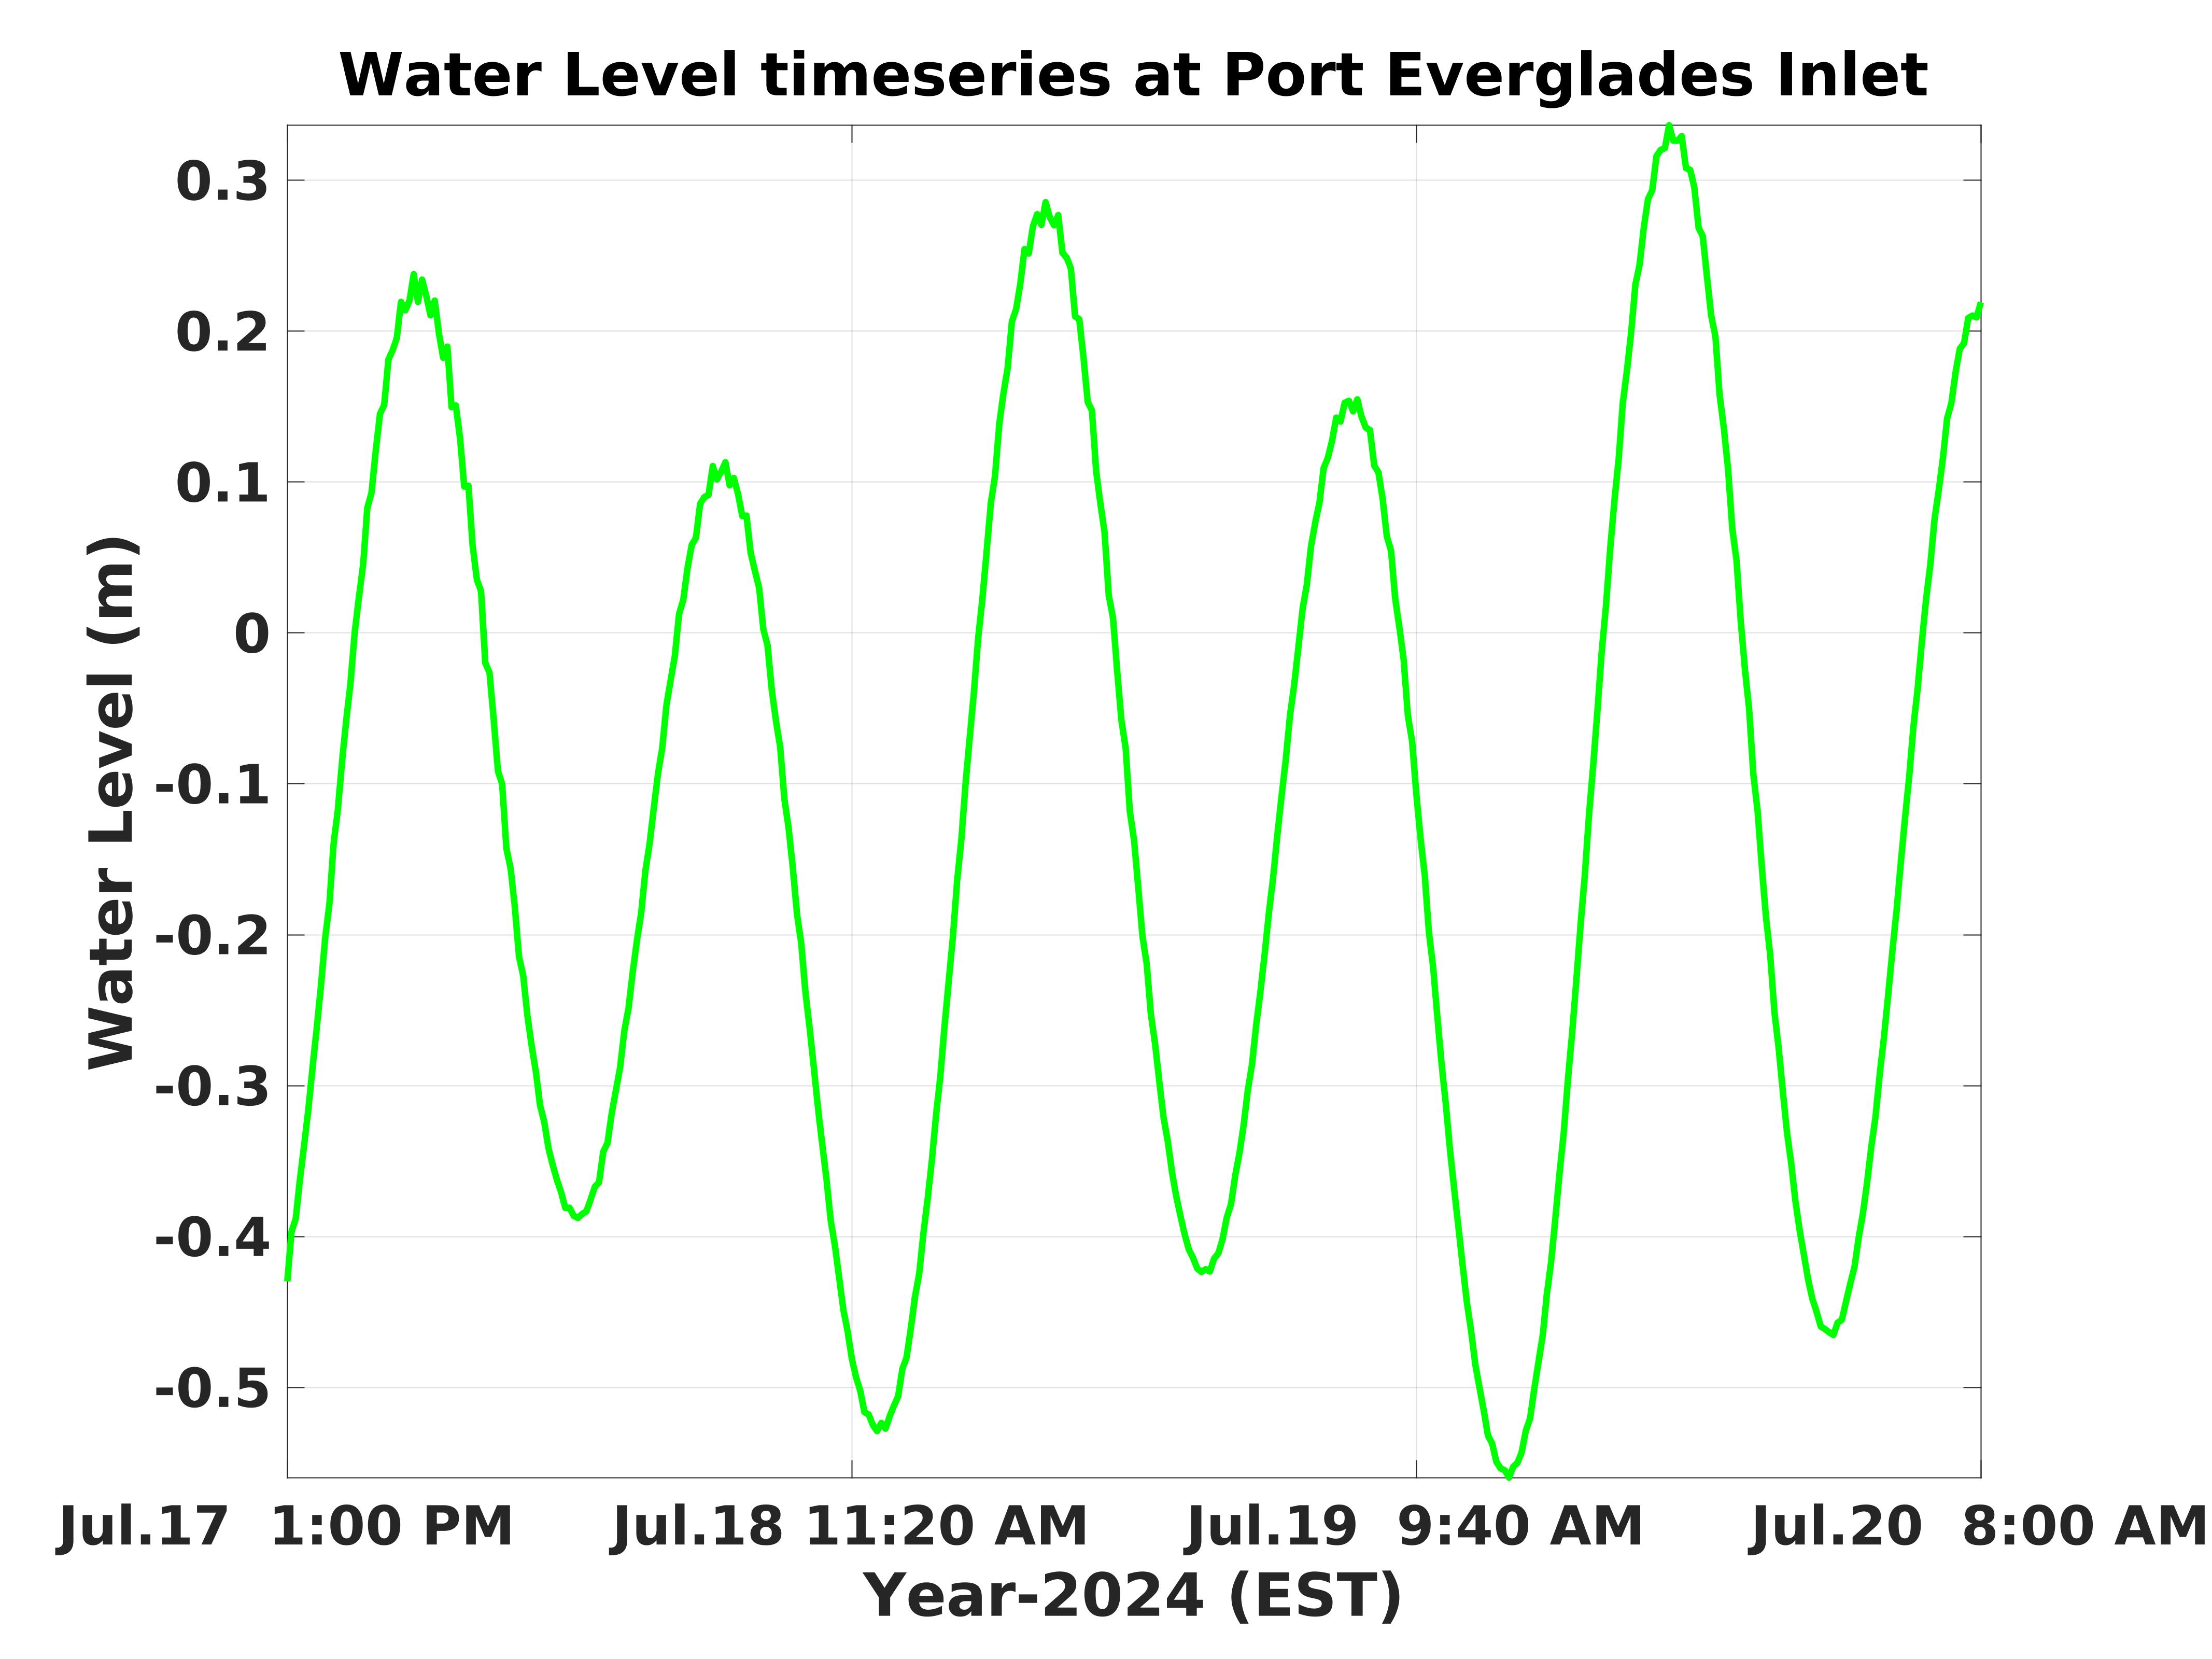 Water Level timeseries at Port Everglades Inlet
Water Level (m)
0.3
0.2
0.1
0
-0.1
-0.2
-0.3
-0.4
-0.5
Jul.17 1:00 PM Jul.18 11:20 AM Jul.19 9:40 AM Jul.20 8:00 AM
Year-2024 (EST)